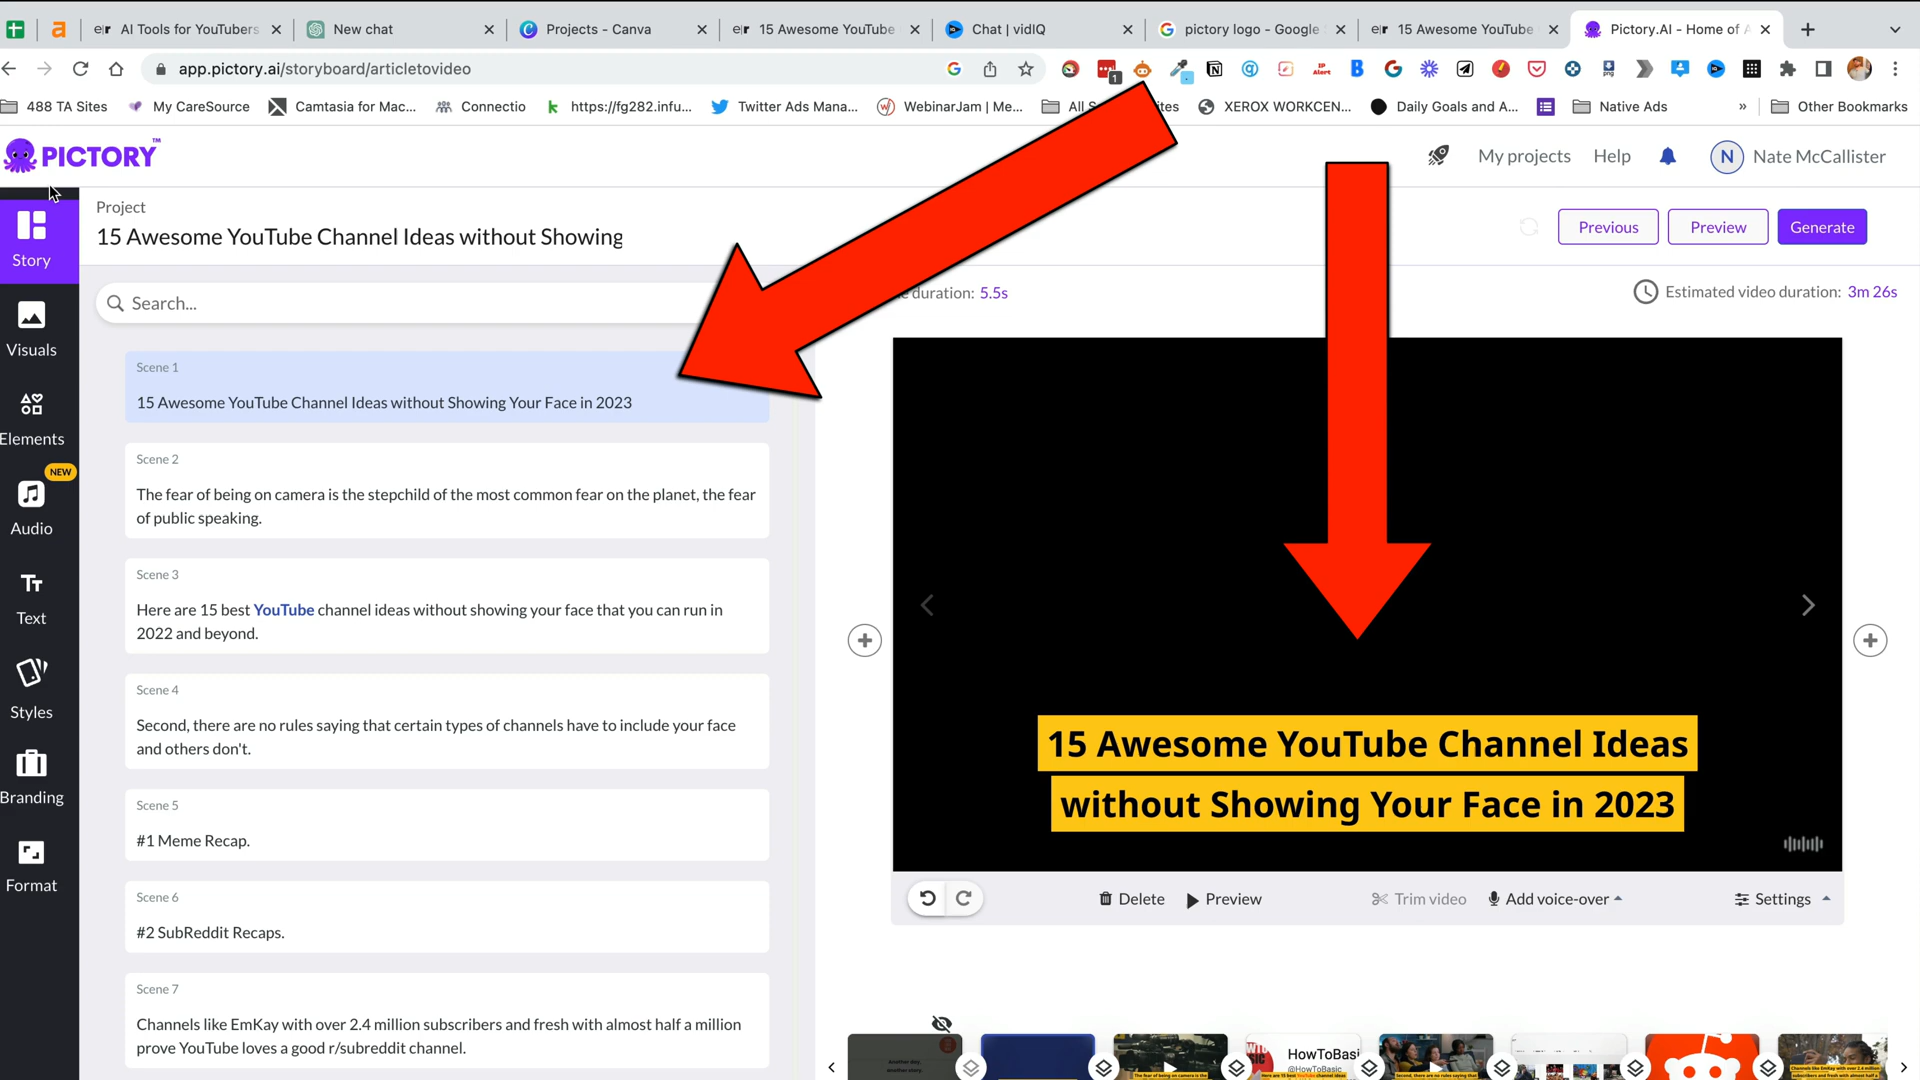 AI Tools for YouTubers
New chat
Projects - Canva
15 Awesome YouTube
Chat | vidIQ
pictory logo - Google
15 Awesome YouTube
Pictory.AI - Home of A
app.pictory.ai/storyboard/articletovideo
488 TA Sites
My CareSource
Camtasia for Mac...
Connectio
https://fg282.infu...
Twitter Ads Mana...
WebinarJam | Me...
XEROX WORKCEN...
Daily Goals and A...
Native Ads
»
Other Bookmarks
PICTORY™
My projects
Help
N
Nate McCallister
Project
15 Awesome YouTube Channel Ideas without Showing
Previous
Preview
Generate
Story
Visuals
Elements
NEW
Audio
Text
Styles
Branding
Format
Search...
duration: 5.5s
Estimated video duration: 3m 26s
Scene 1
15 Awesome YouTube Channel Ideas without Showing Your Face in 2023
Scene 2
The fear of being on camera is the stepchild of the most common fear on the planet, the fear
of public speaking.
Scene 3
Here are 15 best YouTube channel ideas without showing your face that you can run in
2022 and beyond.
Scene 4
Second, there are no rules saying that certain types of channels have to include your face
and others don't.
Scene 5
#1 Meme Recap.
Scene 6
#2 SubReddit Recaps.
Scene 7
Channels like EmKay with over 2.4 million subscribers and fresh with almost half a million
prove YouTube loves a good r/subreddit channel.
15 Awesome YouTube Channel Ideas
without Showing Your Face in 2023
Delete
Preview
Trim video
Add voice-over
Settings
Another day,
another story.
HowToBasi
@HowToBasic